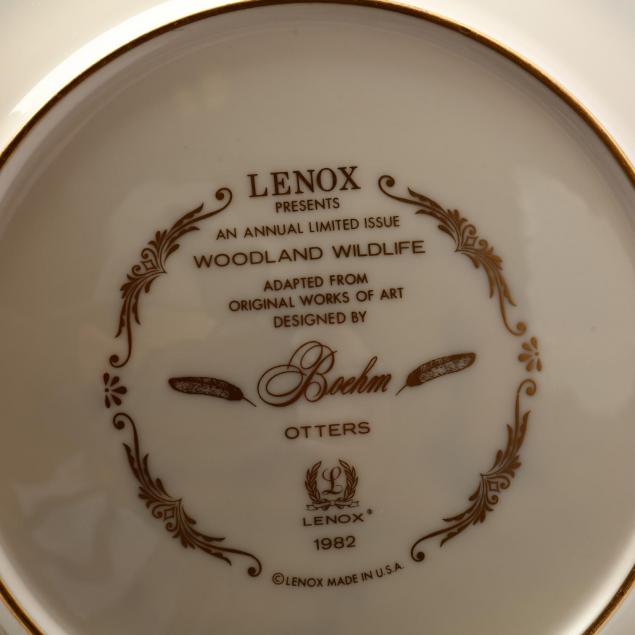 LENOX
PRESENTS
AN ANNUAL LIMITED ISSUE
WOODLAND WILDLIFE
ADAPTED FROM
ORIGINAL WORKS OF ART
DESIGNED BY
Boehm
OTTERS
L
LENOX®
1982
©LENOX MADE IN U.S.A.